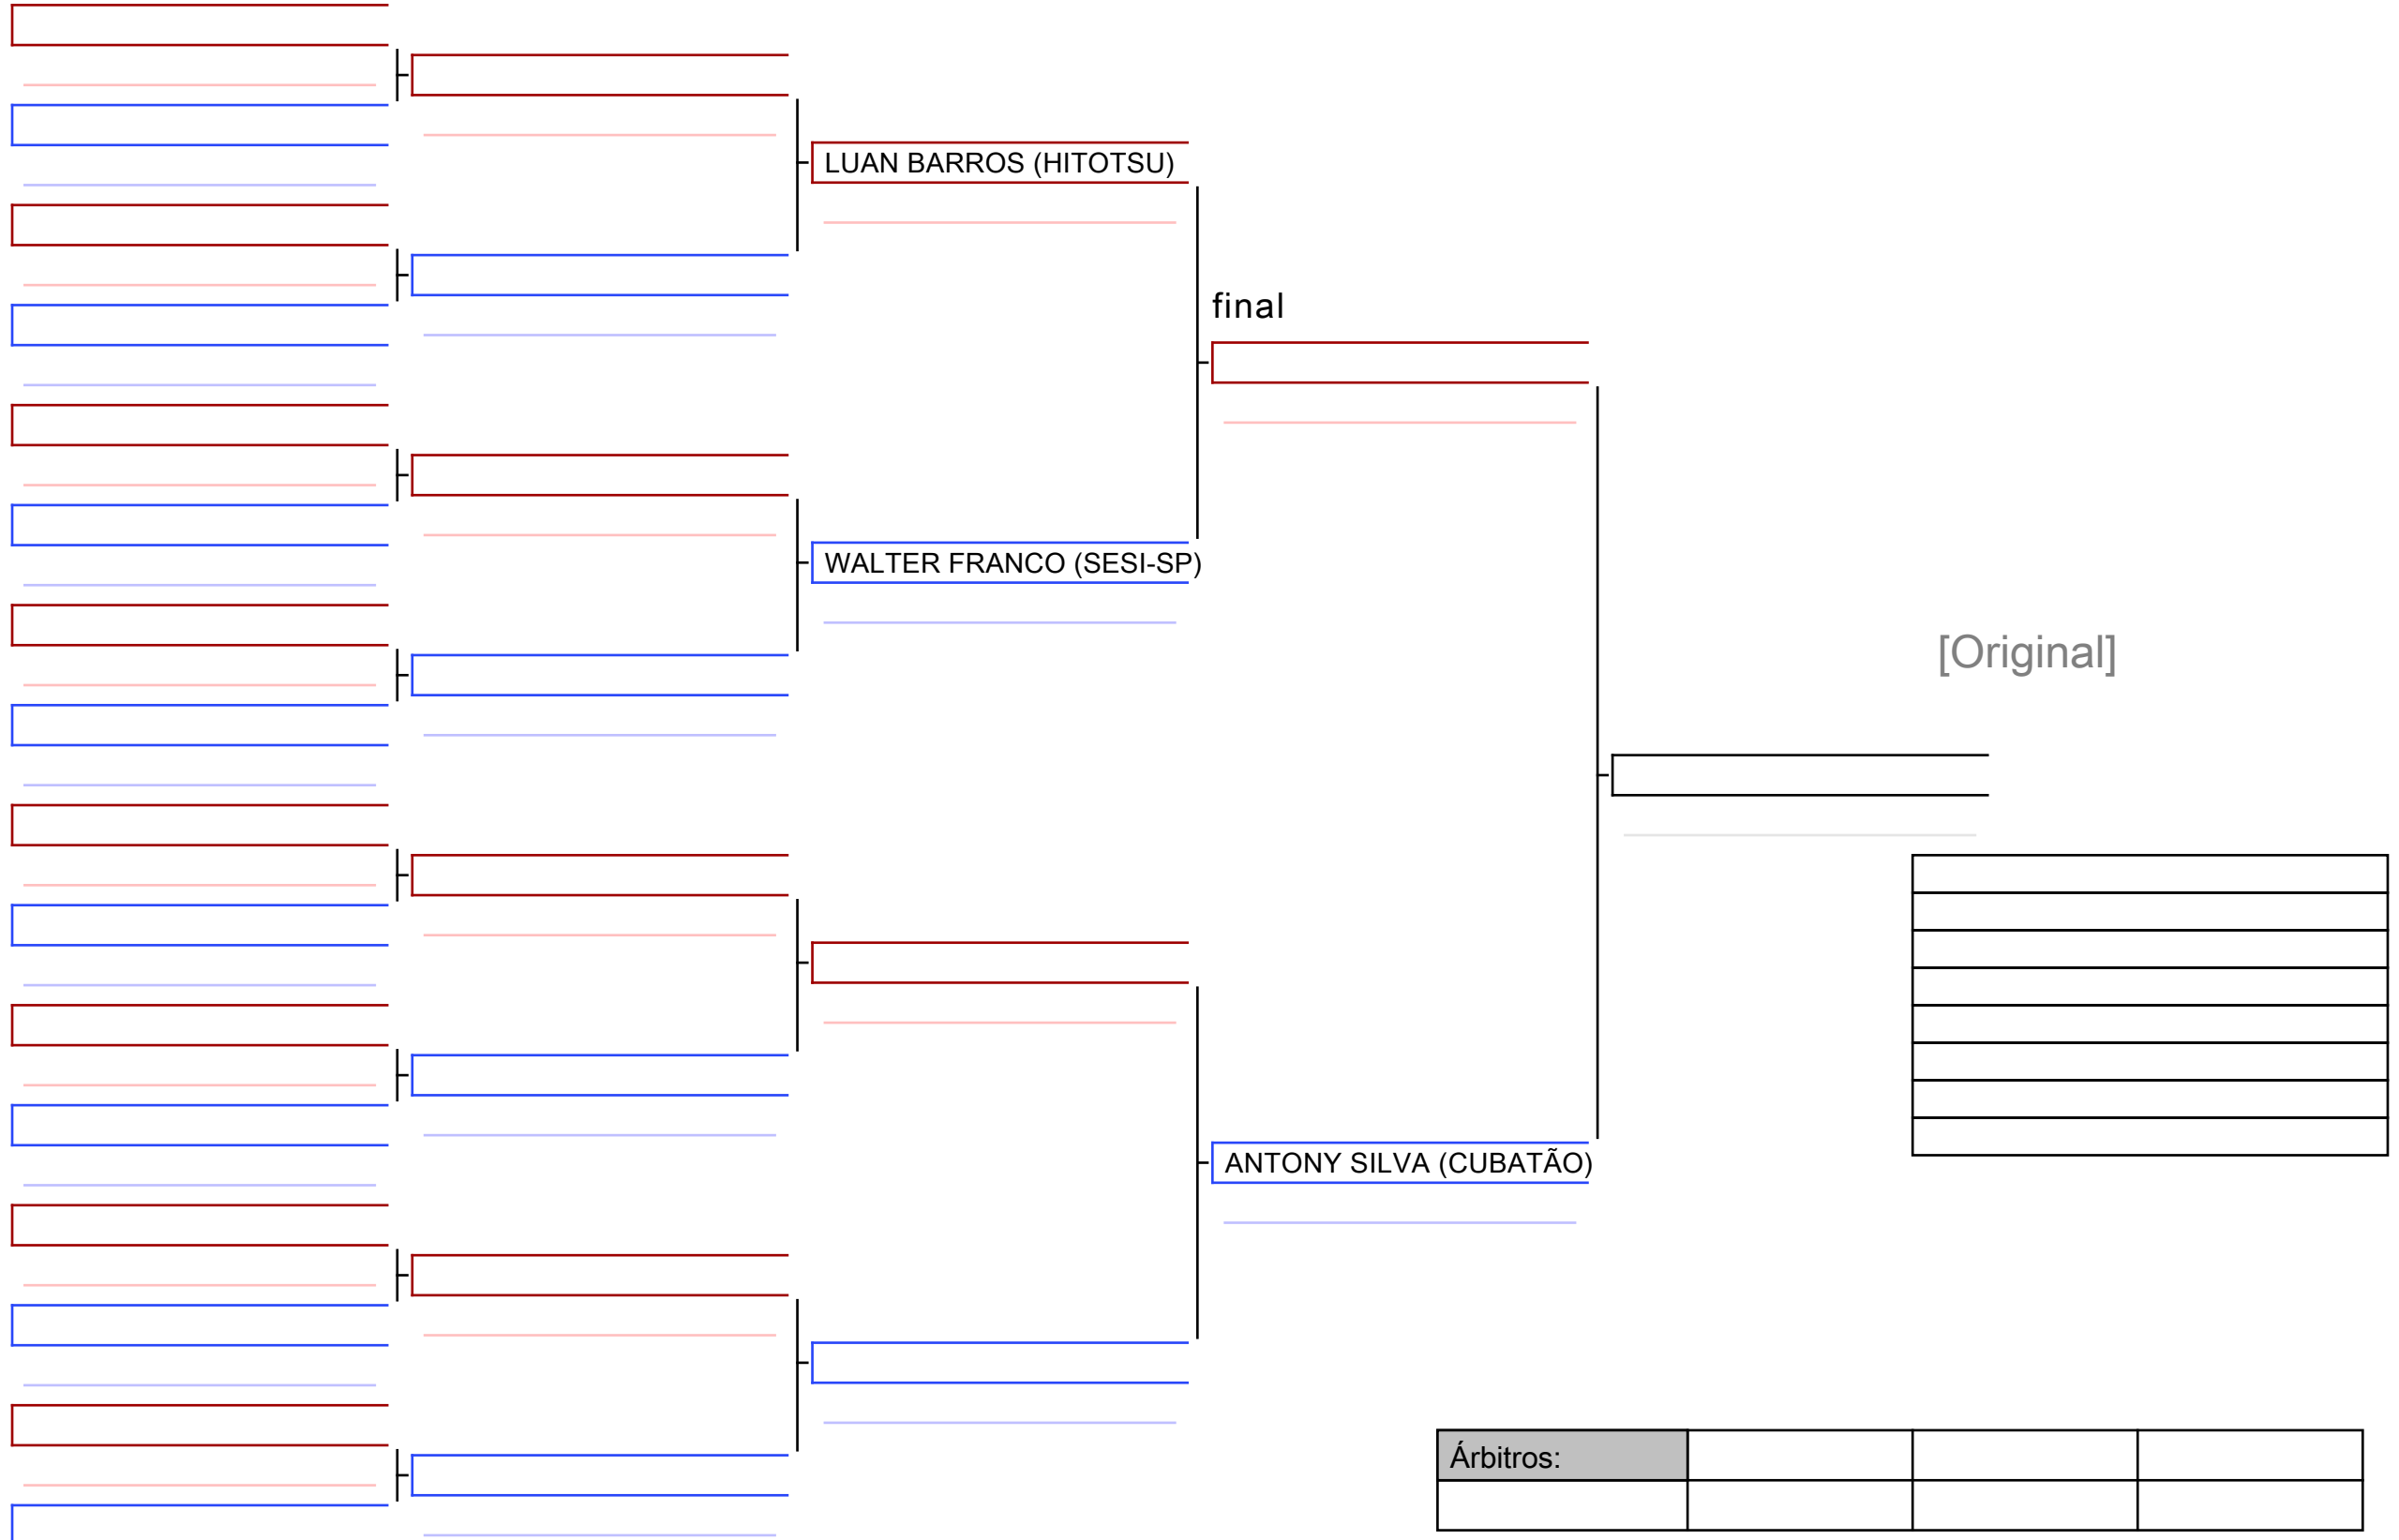 LUAN BARROS (HITOTSU)
final
WALTER FRANCO (SESI-SP)
[Original]
ANTONY SILVA (CUBATÃO)
Árbitros: